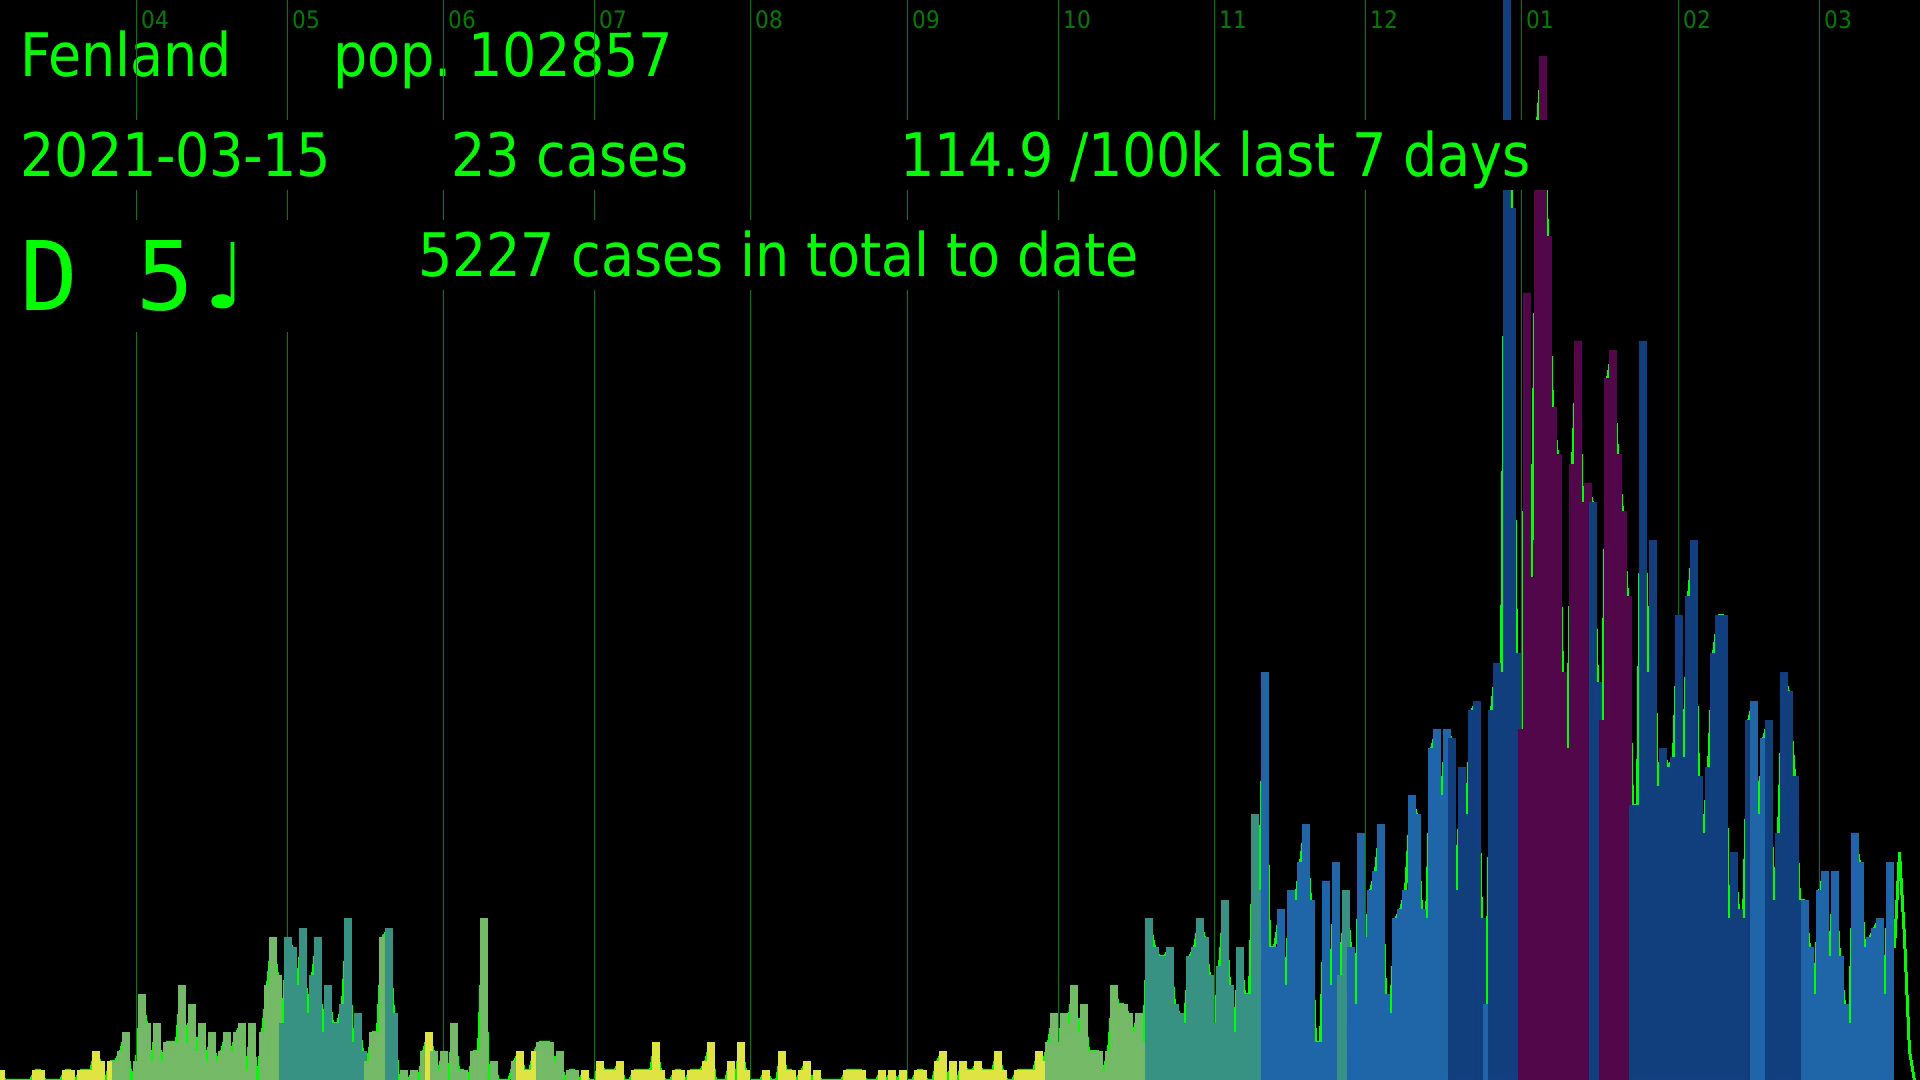 04 05 06 07 08 09 10 11 12 01 02 03
Fenland pop. 102857
2021-03-15 23 cases 114.9 /100k last 7 days
D 5♩ 5227 cases in total to date